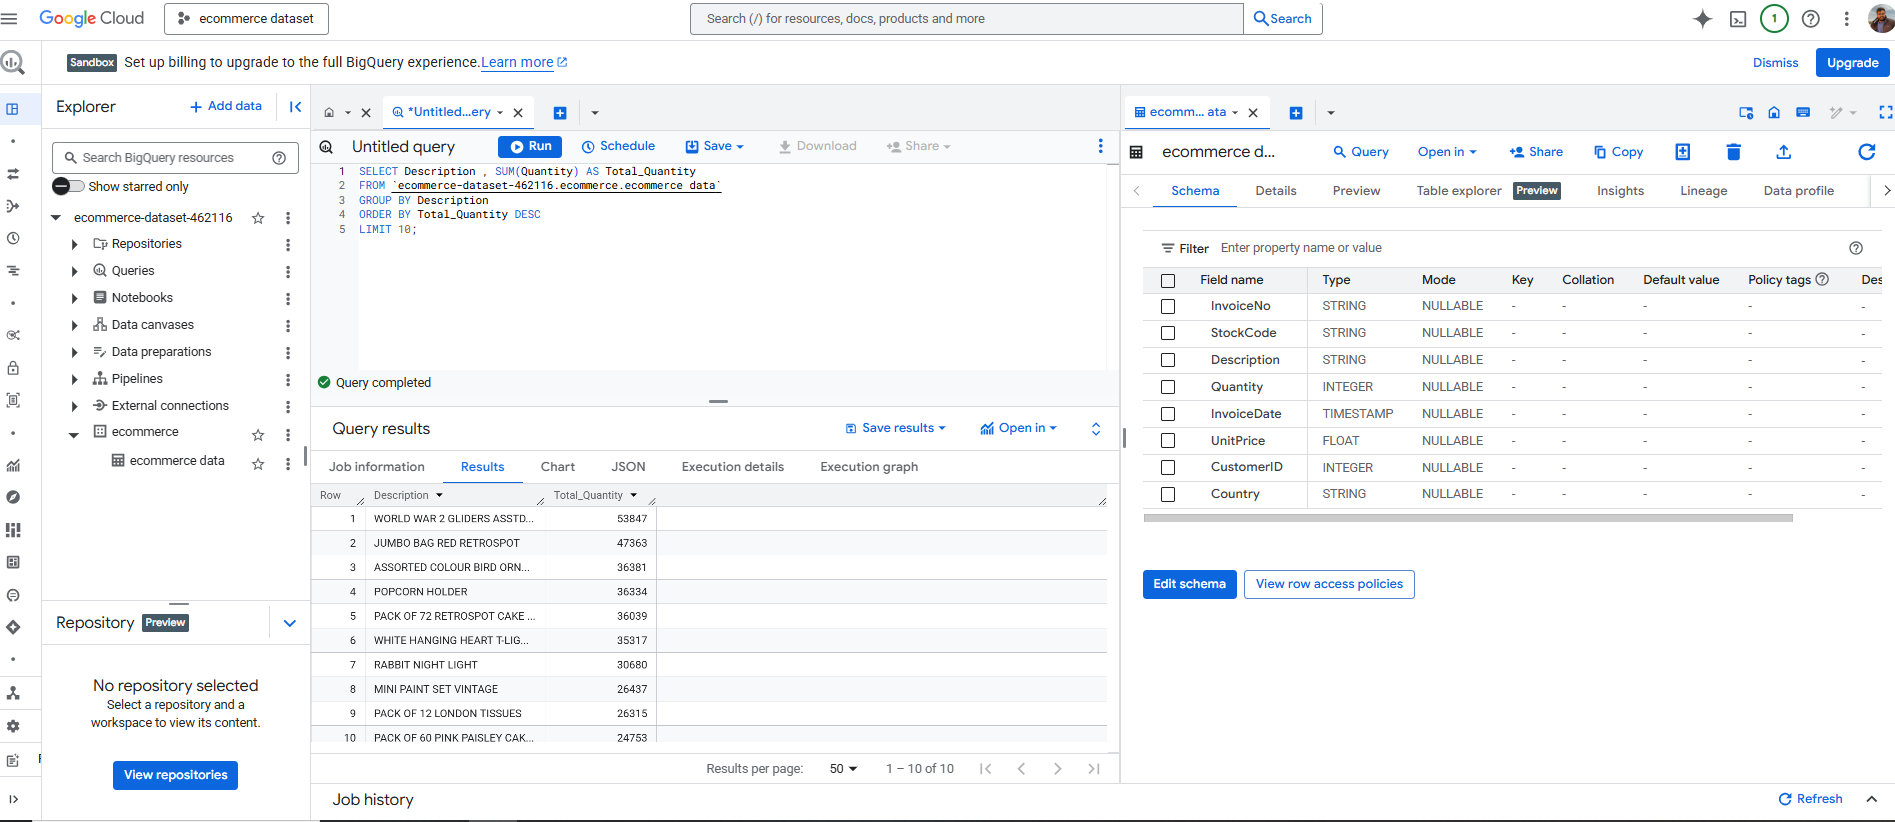 Google Cloud
ecommerce dataset
Search (/) for resources, docs, products and more
Search
1
Sandbox Set up billing to upgrade to the full BigQuery experience. Learn more
Dismiss
Upgrade
Explorer
+ Add data
Search BigQuery resources
Show starred only
ecommerce-dataset-462116
Repositories
Queries
Notebooks
Data canvases
Data preparations
Pipelines
External connections
ecommerce
ecommerce data
Repository Preview
No repository selected
Select a repository and a
workspace to view its content.
View repositories
*Untitled...ery
Untitled query
Run
Schedule
Save
Download
Share
1 SELECT Description , SUM(Quantity) AS Total_Quantity
2 FROM `ecommerce-dataset-462116.ecommerce.ecommerce data`
3 GROUP BY Description
4 ORDER BY Total_Quantity DESC
5 LIMIT 10;
Query completed
Query results
Save results
Open in
Job information Results Chart JSON Execution details Execution graph
Row Description Total_Quantity
1 WORLD WAR 2 GLIDERS ASSTD... 53847
2 JUMBO BAG RED RETROSPOT 47363
3 ASSORTED COLOUR BIRD ORN... 36381
4 POPCORN HOLDER 36334
5 PACK OF 72 RETROSPOT CAKE ... 36039
6 WHITE HANGING HEART T-LIG... 35317
7 RABBIT NIGHT LIGHT 30680
8 MINI PAINT SET VINTAGE 26437
9 PACK OF 12 LONDON TISSUES 26315
10 PACK OF 60 PINK PAISLEY CAK... 24753
Results per page: 50 1 – 10 of 10
Job history
Refresh
ecomm... ata
ecommerce d...
Query
Open in
Share
Copy
Schema Details Preview Table explorer Preview Insights Lineage Data profile
Filter Enter property name or value
Field name Type Mode Key Collation Default value Policy tags Des
InvoiceNo STRING NULLABLE - - - - -
StockCode STRING NULLABLE - - - - -
Description STRING NULLABLE - - - - -
Quantity INTEGER NULLABLE - - - - -
InvoiceDate TIMESTAMP NULLABLE - - - - -
UnitPrice FLOAT NULLABLE - - - - -
CustomerID INTEGER NULLABLE - - - - -
Country STRING NULLABLE - - - - -
Edit schema
View row access policies